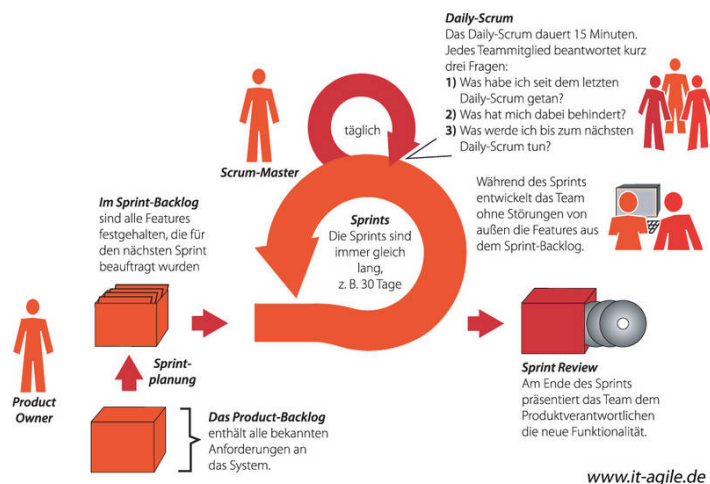 Daily-Scrum
Das Daily-Scrum dauert 15 Minuten.
Jedes Teammitglied beantwortet kurz
drei Fragen:
1) Was habe ich seit dem letzten
Daily-Scrum getan?
2) Was hat mich dabei behindert?
3) Was werde ich bis zum nächsten
Daily-Scrum tun?
täglich
Scrum-Master
Während des Sprints
entwickelt das Team
ohne Störungen von
außen die Features aus
dem Sprint-Backlog.
Im Sprint-Backlog
sind alle Features
festgehalten, die für
den nächsten Sprint
beauftragt wurden
Sprints
Die Sprints sind
immer gleich
lang,
z. B. 30 Tage
Product
Owner
Sprint-
planung
Das Product-Backlog
enthält alle bekannten
Anforderungen an
das System.
Sprint Review
Am Ende des Sprints
präsentiert das Team dem
Produktverantwortlichen
die neue Funktionalität.
www.it-agile.de